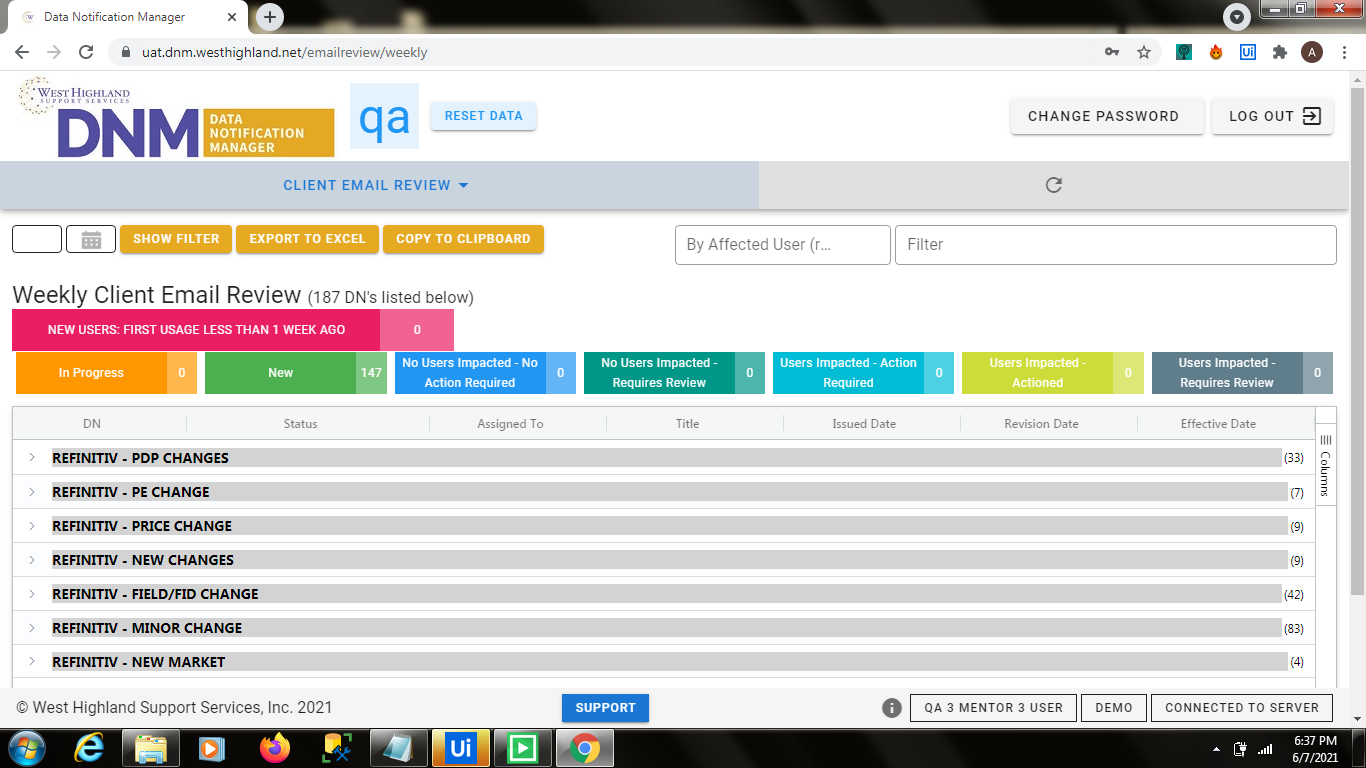 Data Notification Manager
uat.dnm.westhighland.net/emailreview/weekly
A
WEST HIGHLAND
SUPPORT SERVICES
DNM
DATA
NOTIFICATION
MANAGER
qa
RESET DATA
CHANGE PASSWORD
LOG OUT
CLIENT EMAIL REVIEW
SHOW FILTER
EXPORT TO EXCEL
COPY TO CLIPBOARD
By Affected User (r...
Filter
Weekly Client Email Review (187 DN's listed below)
NEW USERS: FIRST USAGE LESS THAN 1 WEEK AGO 0
In Progress 0
New 147
No Users Impacted - No
Action Required 0
No Users Impacted -
Requires Review 0
Users Impacted - Action
Required 0
Users Impacted -
Actioned 0
Users Impacted -
Requires Review 0
DN Status Assigned To Title Issued Date Revision Date Effective Date
Columns
REFINITIV - PDP CHANGES (33)
REFINITIV - PE CHANGE (7)
REFINITIV - PRICE CHANGE (9)
REFINITIV - NEW CHANGES (9)
REFINITIV - FIELD/FID CHANGE (42)
REFINITIV - MINOR CHANGE (83)
REFINITIV - NEW MARKET (4)
© West Highland Support Services, Inc. 2021
SUPPORT
QA 3 MENTOR 3 USER
DEMO
CONNECTED TO SERVER
Ui
6:37 PM
6/7/2021